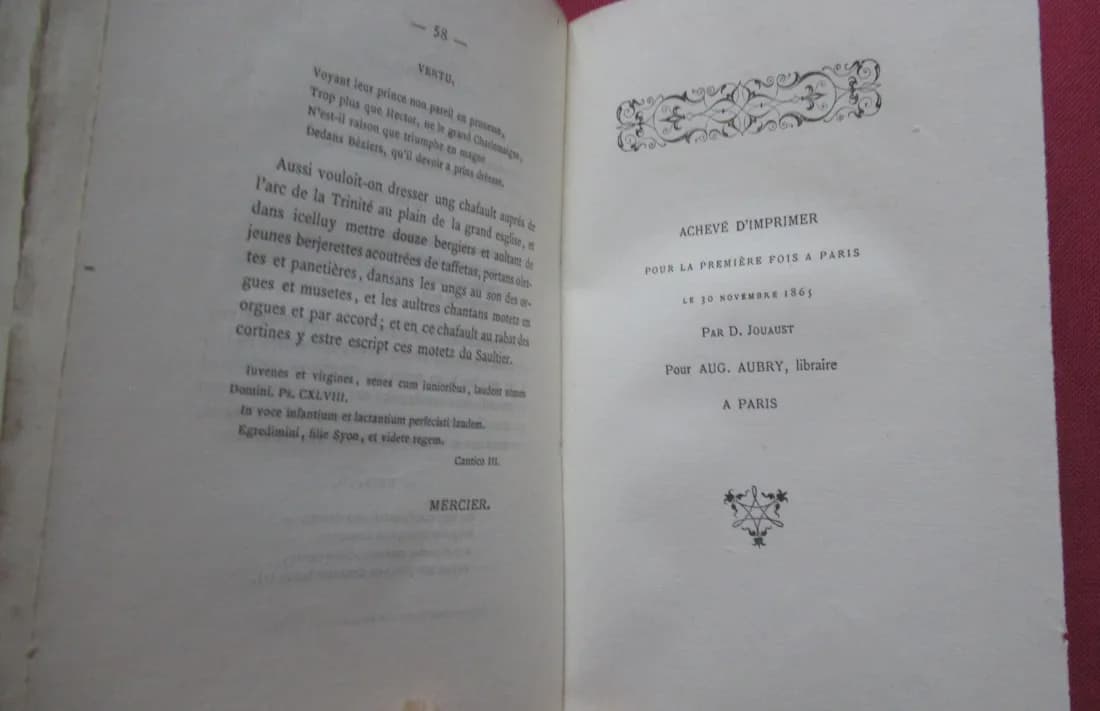 — 58 —
VERTU,
Voyant leur prince non pareil en prouesse,
Trop plus que Hector, ne le grand Charlemaigne,
N'est-il raison que triumphe en magne
Dedans Béziers, qu'il devoir a prins dresse.
Aussi vouloit-on dresser ung chafault auprés de
l'arc de la Trinité au plain de la grand esglise, et
dans icelluy mettre douze bergiers et aultant de
jeunes berjerettes acoutrées de taffetas, portans
tes et panetières, dansans les ungs au son des or-
gues et musetes, et les aultres chantans motetz en
orgues et par accord; et en ce chafault au rabat des
cortines y estre escript ces motetz du Saultier.
Iuvenes et virgines, senes cum iunioribus, laudent nomen
Domini. Ps. CXLVIII.
In voce infantium et lactantium perfecisti laudem.
Egredimini, filie Syon, et videte regem.
Cantico III.
MERCIER.
ACHEVÉ D'IMPRIMER
POUR LA PREMIÈRE FOIS A PARIS
LE 30 NOVEMBRE 1865
PAR D. JOUAUST
Pour AUG. AUBRY, libraire
A PARIS